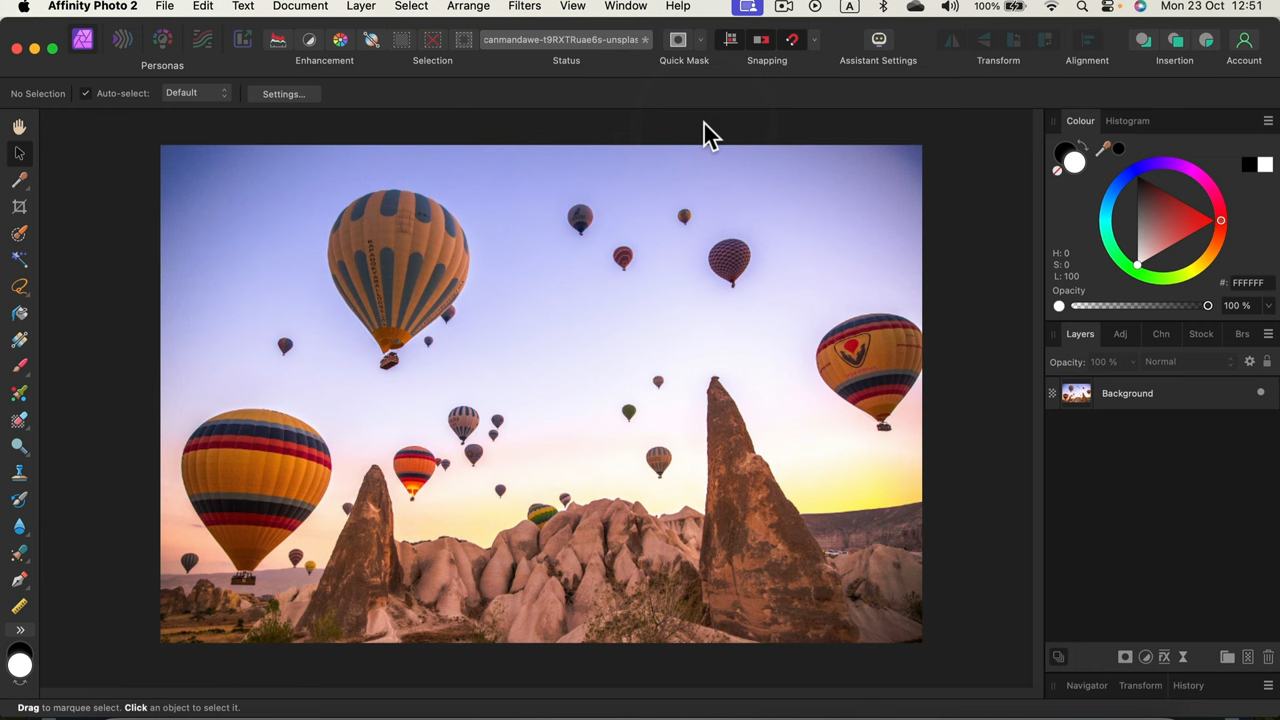 Affinity Photo 2 File Edit Text Document Layer Select Arrange Filters View Window Help A 100% Mon 23 Oct 12:51
canmandawe-t9RXTRuae6s-unsplas *
Personas Enhancement Selection Status Quick Mask Snapping Assistant Settings Transform Alignment Insertion Account
No Selection Auto-select: Default Settings...
Colour Histogram
H: 0
S: 0
L: 100
#: FFFFFF
Opacity
100 %
Layers Adj Chn Stock Brs
Opacity: 100 % Normal
Background
Navigator Transform History
Drag to marquee select. Click an object to select it.